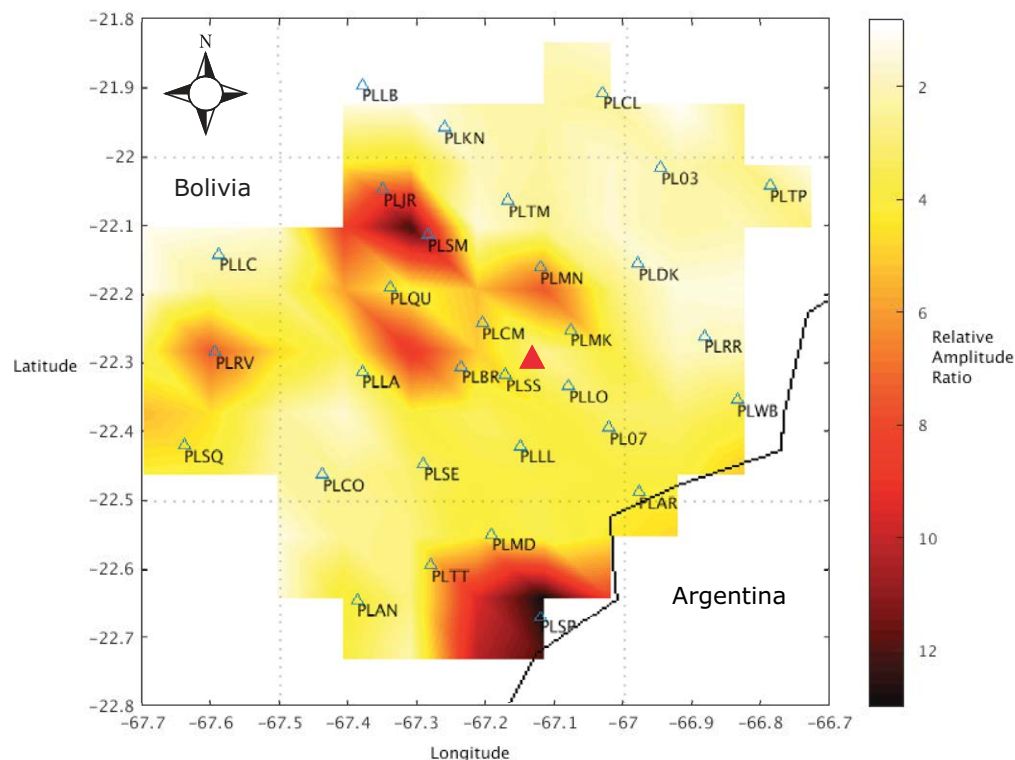 −21.8
−21.9
−22
−22.1
−22.2
−22.3
−22.4
−22.5
−22.6
−22.7
−22.8
Latitude
N
Bolivia
Argentina
PLLB
PLCL
PLKN
PL03
PLJR
PLTM
PLTP
PLSM
PLLC
PLMN
PLDK
PLQU
PLCM
PLMK
PLRR
PLRV
PLLA
PLBR
PLSS
PLLO
PLWB
PL07
PLSQ
PLLL
PLSE
PLCO
PLAR
PLMD
PLTT
PLAN
PLSP
−67.7 −67.6 −67.5 −67.4 −67.3 −67.2 −67.1 −67 −66.9 −66.8 −66.7
Longitude
2
4
6
8
10
12
Relative
Amplitude
Ratio